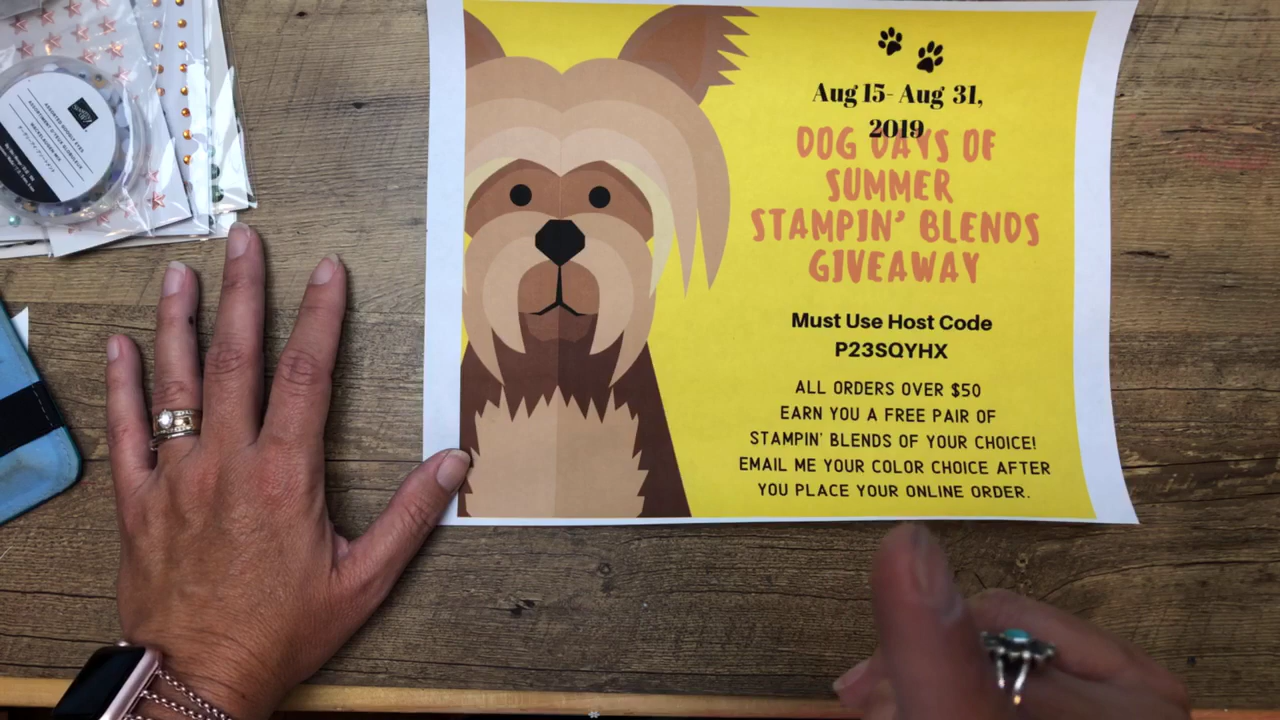 Aug 15- Aug 31,
2019
DOG DAYS OF
SUMMER
STAMPIN' BLENDS
GIVEAWAY
Must Use Host Code
P23SQYHX
ALL ORDERS OVER $50
EARN YOU A FREE PAIR OF
STAMPIN' BLENDS OF YOUR CHOICE!
EMAIL ME YOUR COLOR CHOICE AFTER
YOU PLACE YOUR ONLINE ORDER.